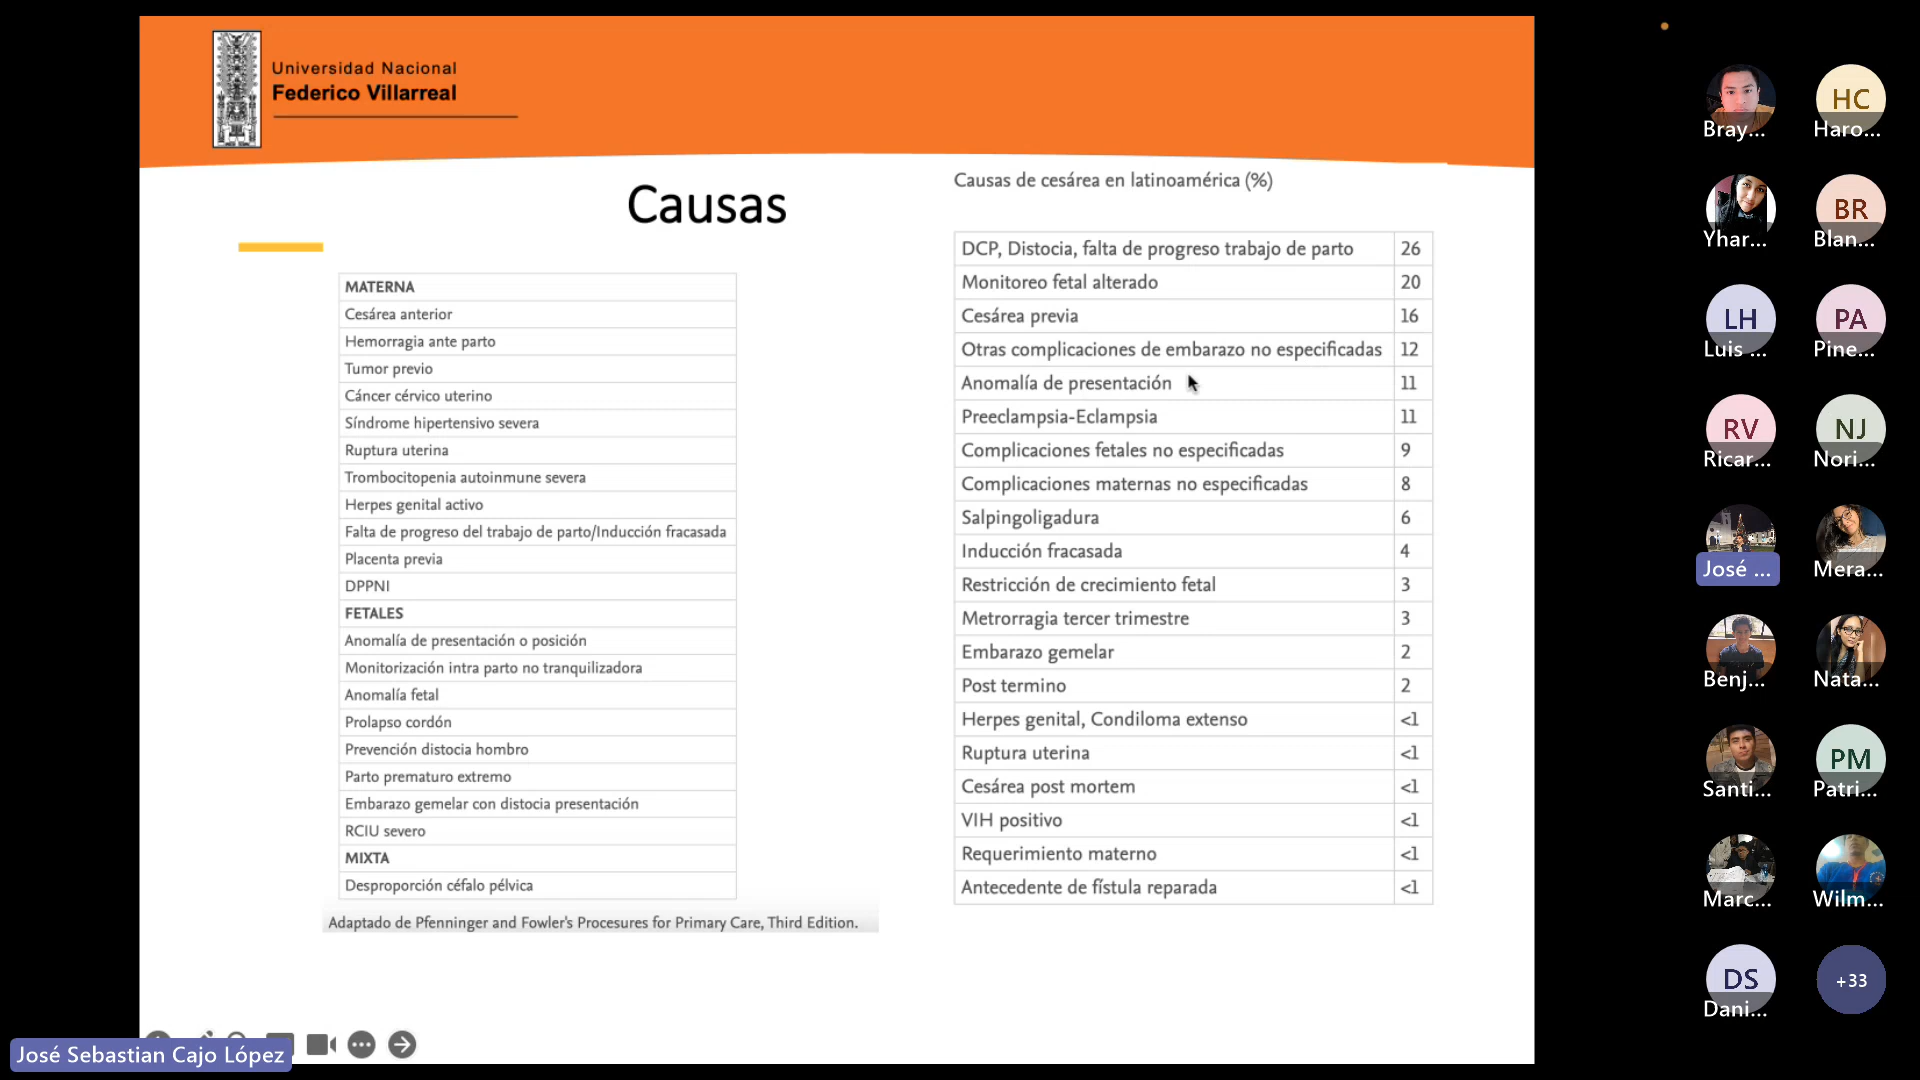 Universidad Nacional
Federico Villarreal
Causas
MATERNA
Cesárea anterior
Hemorragia ante parto
Tumor previo
Cáncer cérvico uterino
Síndrome hipertensivo severa
Ruptura uterina
Trombocitopenia autoinmune severa
Herpes genital activo
Falta de progreso del trabajo de parto/Inducción fracasada
Placenta previa
DPPNI
FETALES
Anomalía de presentación o posición
Monitorización intra parto no tranquilizadora
Anomalía fetal
Prolapso cordón
Prevención distocia hombro
Parto prematuro extremo
Embarazo gemelar con distocia presentación
RCIU severo
MIXTA
Desproporción céfalo pélvica
Adaptado de Pfenninger and Fowler's Procesures for Primary Care, Third Edition.
Causas de cesárea en latinoamérica (%)
DCP, Distocia, falta de progreso trabajo de parto 26
Monitoreo fetal alterado 20
Cesárea previa 16
Otras complicaciones de embarazo no especificadas 12
Anomalía de presentación 11
Preeclampsia-Eclampsia 11
Complicaciones fetales no especificadas 9
Complicaciones maternas no especificadas 8
Salpingoligadura 6
Inducción fracasada 4
Restricción de crecimiento fetal 3
Metrorragia tercer trimestre 3
Embarazo gemelar 2
Post termino 2
Herpes genital, Condiloma extenso <1
Ruptura uterina <1
Cesárea post mortem <1
VIH positivo <1
Requerimiento materno <1
Antecedente de fístula reparada <1
José Sebastian Cajo López
Bray...
HC
Haro...
Yhar...
BR
Blan...
LH
Luis ...
PA
Pine...
RV
Ricar...
NJ
Nori...
José ...
Mera...
Benj...
Nata...
Santi...
PM
Patri...
Marc...
Wilm...
DS
Dani...
+33